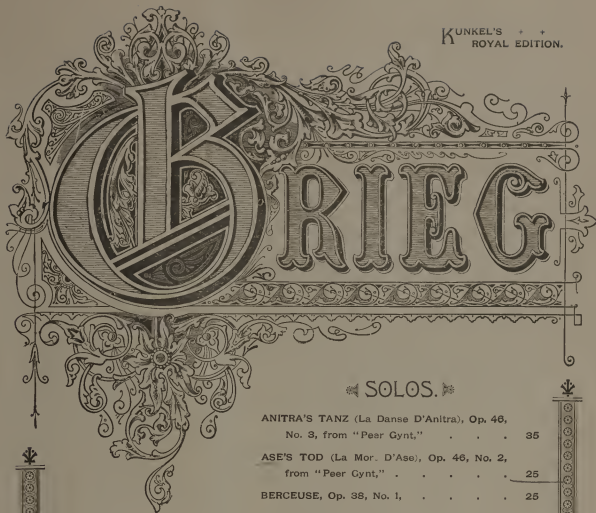 KUNKEL'S
ROYAL EDITION.
GRIEG
SOLOS.
ANITRA'S TANZ (La Danse D'Anitra), Op. 46,
No. 3, from "Peer Gynt," . . . 35
ASE'S TOD (La Mor. D'Ase), Op. 46, No. 2,
from "Peer Gynt," . . . . . 25
BERCEUSE, Op. 38, No. 1, . . . . . 25